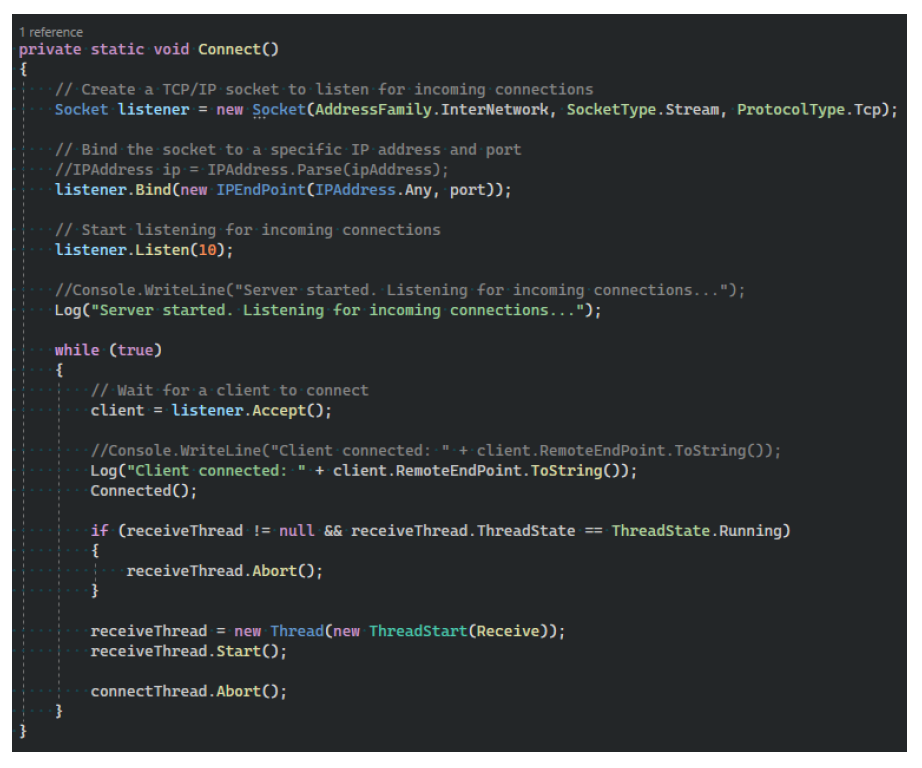 1 reference
private static void Connect()
{
// Create a TCP/IP socket to listen for incoming connections
Socket listener = new Socket(AddressFamily.InterNetwork, SocketType.Stream, ProtocolType.Tcp);
// Bind the socket to a specific IP address and port
//IPAddress ip = IPAddress.Parse(ipAddress);
listener.Bind(new IPEndPoint(IPAddress.Any, port));
// Start listening for incoming connections
listener.Listen(10);
//Console.WriteLine("Server started. Listening for incoming connections...");
Log("Server started. Listening for incoming connections...");
while (true)
{
// Wait for a client to connect
client = listener.Accept();
//Console.WriteLine("Client connected: " + client.RemoteEndPoint.ToString());
Log("Client connected: " + client.RemoteEndPoint.ToString());
Connected();
if (receiveThread != null && receiveThread.ThreadState == ThreadState.Running)
{
receiveThread.Abort();
}
receiveThread = new Thread(new ThreadStart(Receive));
receiveThread.Start();
connectThread.Abort();
}
}